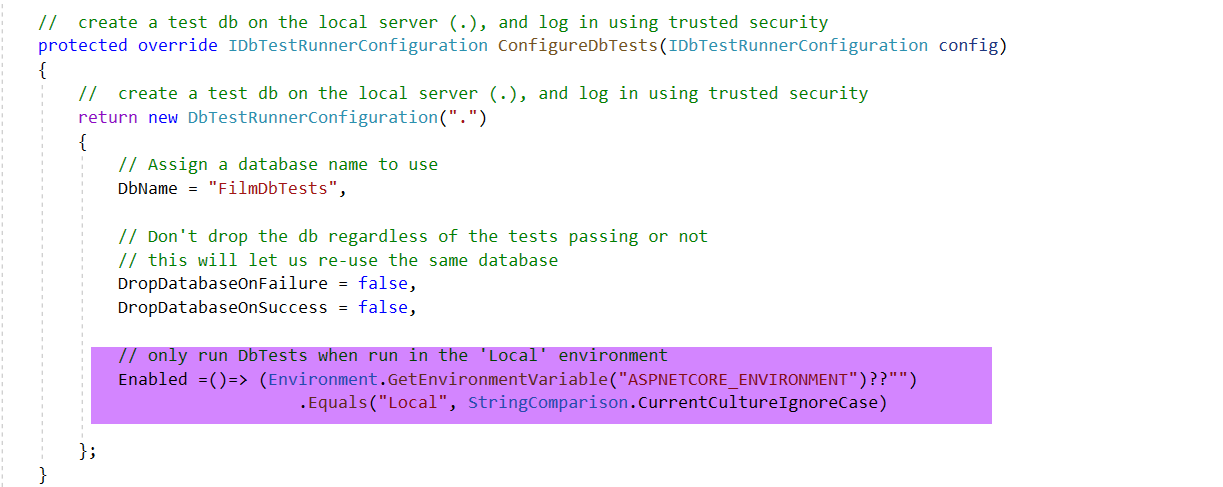 //  create a test db on the local server (.), and log in using trusted security
protected override IDbTestRunnerConfiguration ConfigureDbTests(IDbTestRunnerConfiguration config)
{
    //  create a test db on the local server (.), and log in using trusted security
    return new DbTestRunnerConfiguration(".")
    {
        // Assign a database name to use
        DbName = "FilmDbTests",

        // Don't drop the db regardless of the tests passing or not
        // this will let us re-use the same database
        DropDatabaseOnFailure = false,
        DropDatabaseOnSuccess = false,

        // only run DbTests when run in the 'Local' environment
        Enabled =()=> (Environment.GetEnvironmentVariable("ASPNETCORE_ENVIRONMENT")??"")
                          .Equals("Local", StringComparison.CurrentCultureIgnoreCase)

    };
}